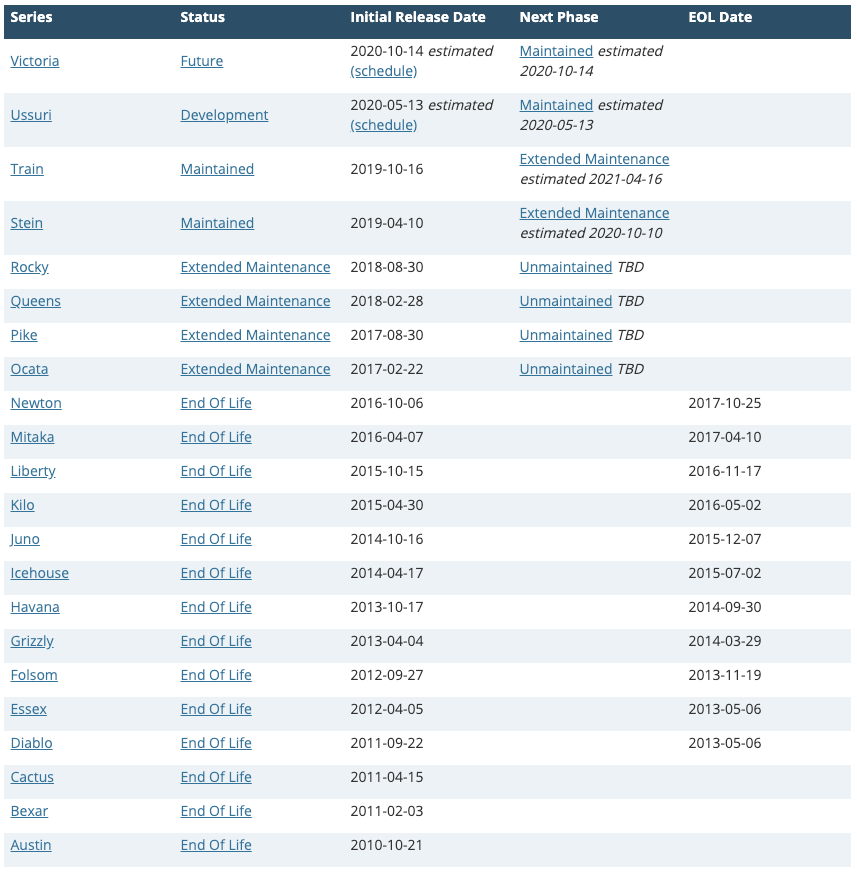 Series Status Initial Release Date Next Phase EOL Date
Victoria Future 2020-10-14 estimated (schedule) Maintained estimated 2020-10-14
Ussuri Development 2020-05-13 estimated (schedule) Maintained estimated 2020-05-13
Train Maintained 2019-10-16 Extended Maintenance estimated 2021-04-16
Stein Maintained 2019-04-10 Extended Maintenance estimated 2020-10-10
Rocky Extended Maintenance 2018-08-30 Unmaintained TBD
Queens Extended Maintenance 2018-02-28 Unmaintained TBD
Pike Extended Maintenance 2017-08-30 Unmaintained TBD
Ocata Extended Maintenance 2017-02-22 Unmaintained TBD
Newton End Of Life 2016-10-06 2017-10-25
Mitaka End Of Life 2016-04-07 2017-04-10
Liberty End Of Life 2015-10-15 2016-11-17
Kilo End Of Life 2015-04-30 2016-05-02
Juno End Of Life 2014-10-16 2015-12-07
Icehouse End Of Life 2014-04-17 2015-07-02
Havana End Of Life 2013-10-17 2014-09-30
Grizzly End Of Life 2013-04-04 2014-03-29
Folsom End Of Life 2012-09-27 2013-11-19
Essex End Of Life 2012-04-05 2013-05-06
Diablo End Of Life 2011-09-22 2013-05-06
Cactus End Of Life 2011-04-15
Bexar End Of Life 2011-02-03
Austin End Of Life 2010-10-21